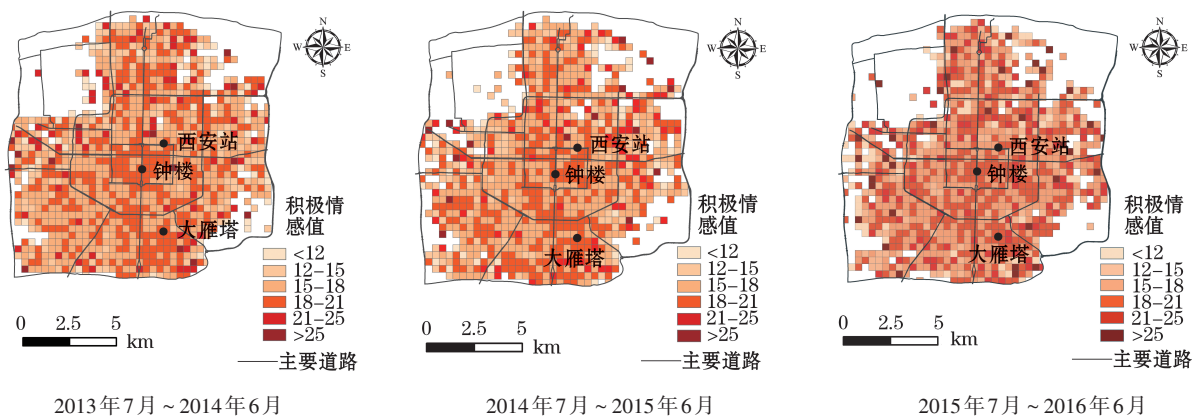 N
W E
S
西安站
钟楼
大雁塔
积极情
感值
<12
12–15
15–18
18–21
21–25
>25
0 2.5 5
km
主要道路
2013年7月~2014年6月
N
W E
S
西安站
钟楼
大雁塔
积极情
感值
<12
12–15
15–18
18–21
21–25
>25
0 2.5 5
km
主要道路
2014年7月~2015年6月
N
W E
S
西安站
钟楼
大雁塔
积极情
感值
<12
12–15
15–18
18–21
21–25
>25
0 2.5 5
km
主要道路
2015年7月~2016年6月